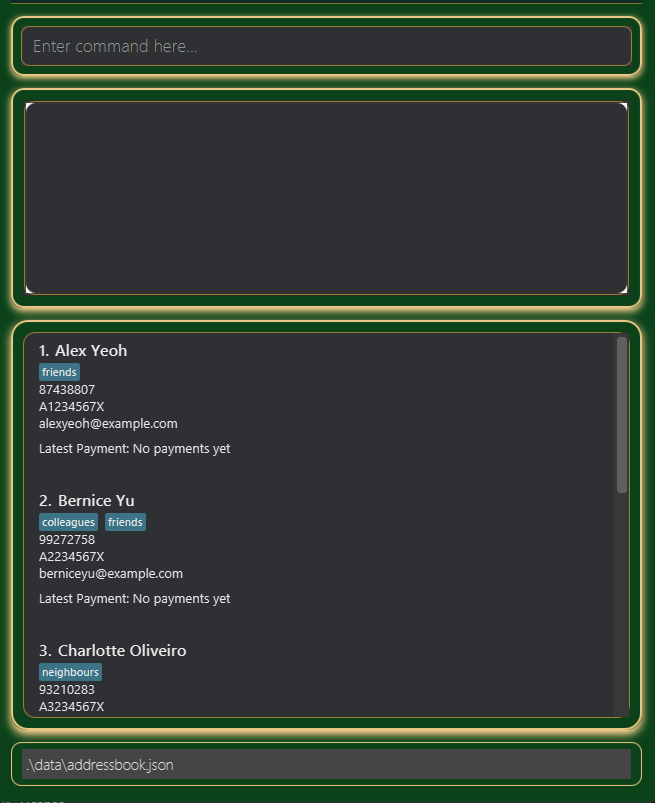 Enter command here...
1. Alex Yeoh
friends
87438807
A1234567X
alexyeoh@example.com
Latest Payment: No payments yet
2. Bernice Yu
colleagues friends
99272758
A2234567X
berniceyu@example.com
Latest Payment: No payments yet
3. Charlotte Oliveiro
neighbours
93210283
A3234567X
.\data\addressbook.json